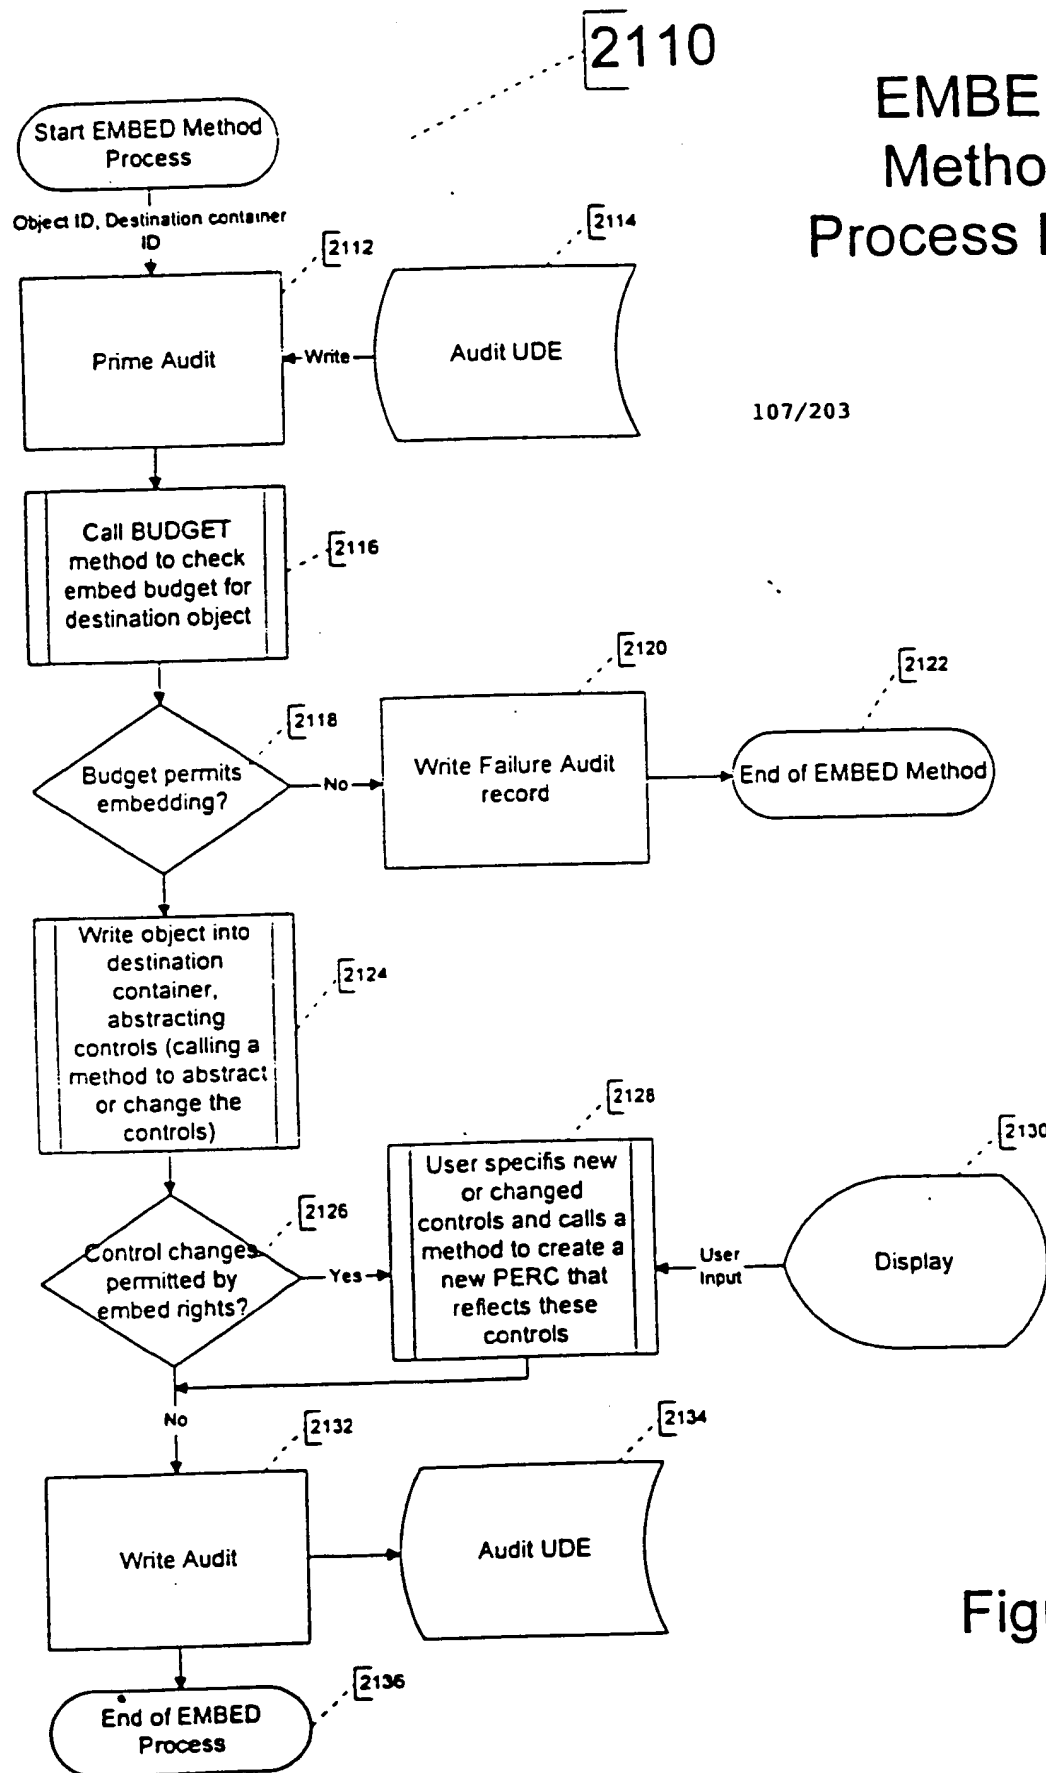 2110
EMBE
Metho
Process
Start EMBED Method
Process
Object ID, Destination container
ID
2112
2114
Prime Audit
Write
Audit UDE
107/203
Call BUDGET
method to check
embed budget for
destination object
2116
2118
Budget permits
embedding?
No
2120
Write Failure Audit
record
2122
End of EMBED Method
Write object into
destination
container,
abstracting
controls (calling a
method to abstract
or change the
controls)
2124
2126
Control changes
permitted by
embed rights?
Yes
2128
User specifis new
or changed
controls and calls a
method to create a
new PERC that
reflects these
controls
User
Input
2130
Display
No
2132
Write Audit
2134
Audit UDE
Figu
End of EMBED
Process
2136